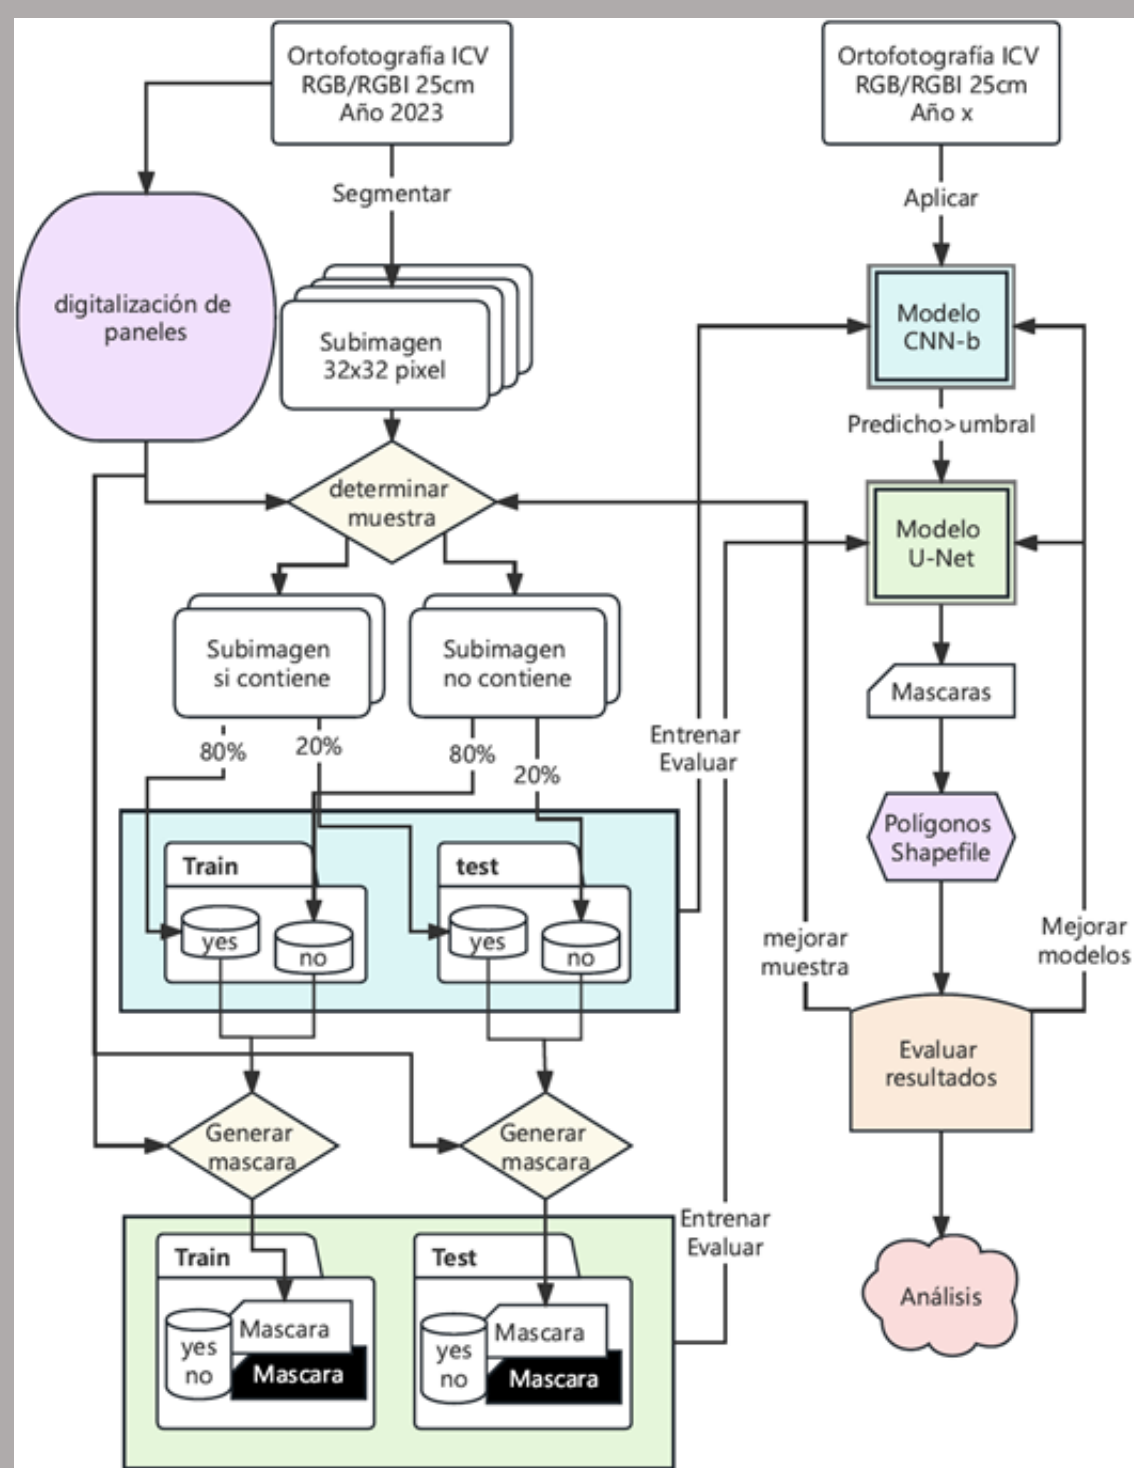 Ortofotografía ICV
RGB/RGBI 25cm
Año 2023
Segmentar
digitalización de
paneles
Subimagen
32x32 pixel
determinar
muestra
Subimagen
si contiene
Subimagen
no contiene
80%
20%
80%
20%
Train
yes
no
test
yes
no
Generar
mascara
Generar
mascara
Train
yes
no
Mascara
Mascara
Test
yes
no
Mascara
Mascara
Entrenar
Evaluar
Entrenar
Evaluar
Ortofotografía ICV
RGB/RGBI 25cm
Año x
Aplicar
Modelo
CNN-b
Predicho>umbral
Modelo
U-Net
Mascaras
Polígonos
Shapefile
mejorar
muestra
Mejorar
modelos
Evaluar
resultados
Análisis